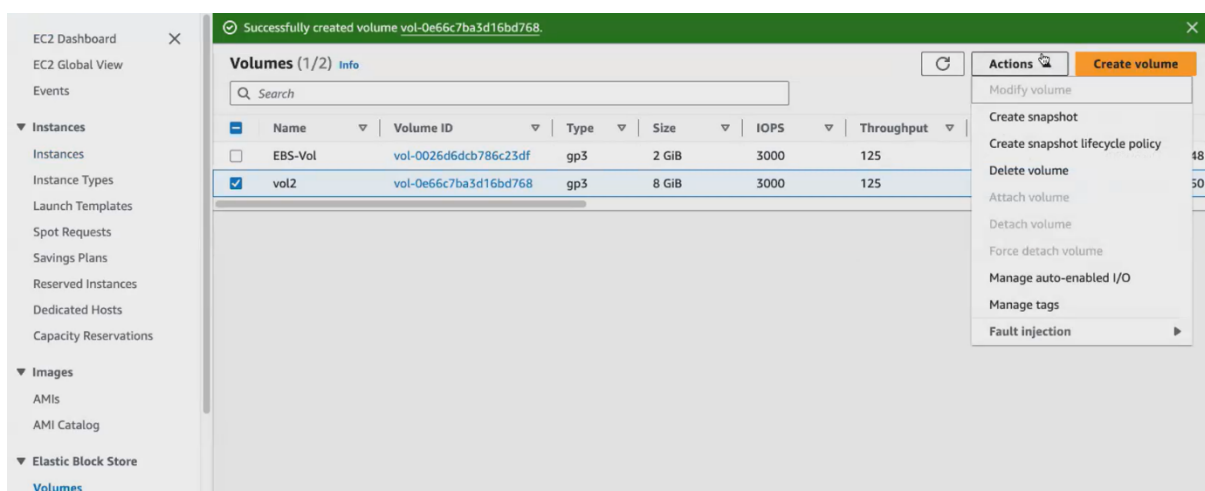 EC2 Dashboard
EC2 Global View
Events
Instances
Instances
Instance Types
Launch Templates
Spot Requests
Savings Plans
Reserved Instances
Dedicated Hosts
Capacity Reservations
Images
AMIs
AMI Catalog
Elastic Block Store
Volumes
Successfully created volume vol-0e66c7ba3d16bd768.
Volumes (1/2) Info
Actions Create volume
Search
Name Volume ID Type Size IOPS Throughput
EBS-Vol vol-0026d6dcb786c23df gp3 2 GiB 3000 125 48
vol2 vol-0e66c7ba3d16bd768 gp3 8 GiB 3000 125 50
Modify volume
Create snapshot
Create snapshot lifecycle policy
Delete volume
Attach volume
Detach volume
Force detach volume
Manage auto-enabled I/O
Manage tags
Fault injection